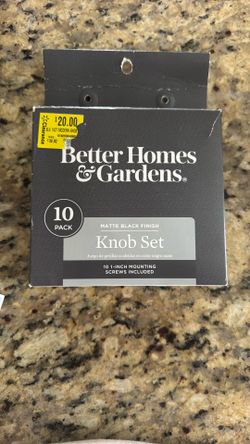 $20.00
Better Homes
& Gardens®
10
PACK
MATTE BLACK FINISH
Knob Set
10 1-INCH MOUNTING
SCREWS INCLUDED